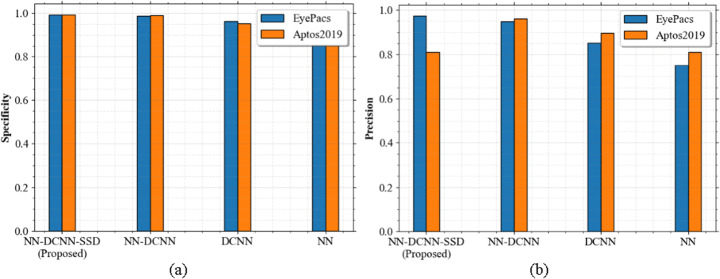 1.0
0.8
0.6
0.4
0.2
0.0
Specificity
EyePacs
Aptos2019
NN-DCNN-SSD
(Proposed)
NN-DCNN
DCNN
NN
(a)
1.0
0.8
0.6
0.4
0.2
0.0
Precision
EyePacs
Aptos2019
NN-DCNN-SSD
(Proposed)
NN-DCNN
DCNN
NN
(b)